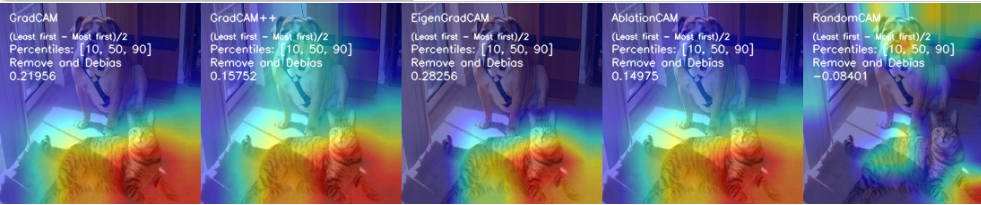 GradCAM
(Least first - Most first)/2
Percentiles: [10, 50, 90]
Remove and Debias
0.21956
GradCAM++
(Least first - Most first)/2
Percentiles: [10, 50, 90]
Remove and Debias
0.15752
EigenGradCAM
(Least first - Most first)/2
Percentiles: [10, 50, 90]
Remove and Debias
0.28256
AblationCAM
(Least first - Most first)/2
Percentiles: [10, 50, 90]
Remove and Debias
0.14975
RandomCAM
(Least first - Most first)/2
Percentiles: [10, 50, 90]
Remove and Debias
-0.08401